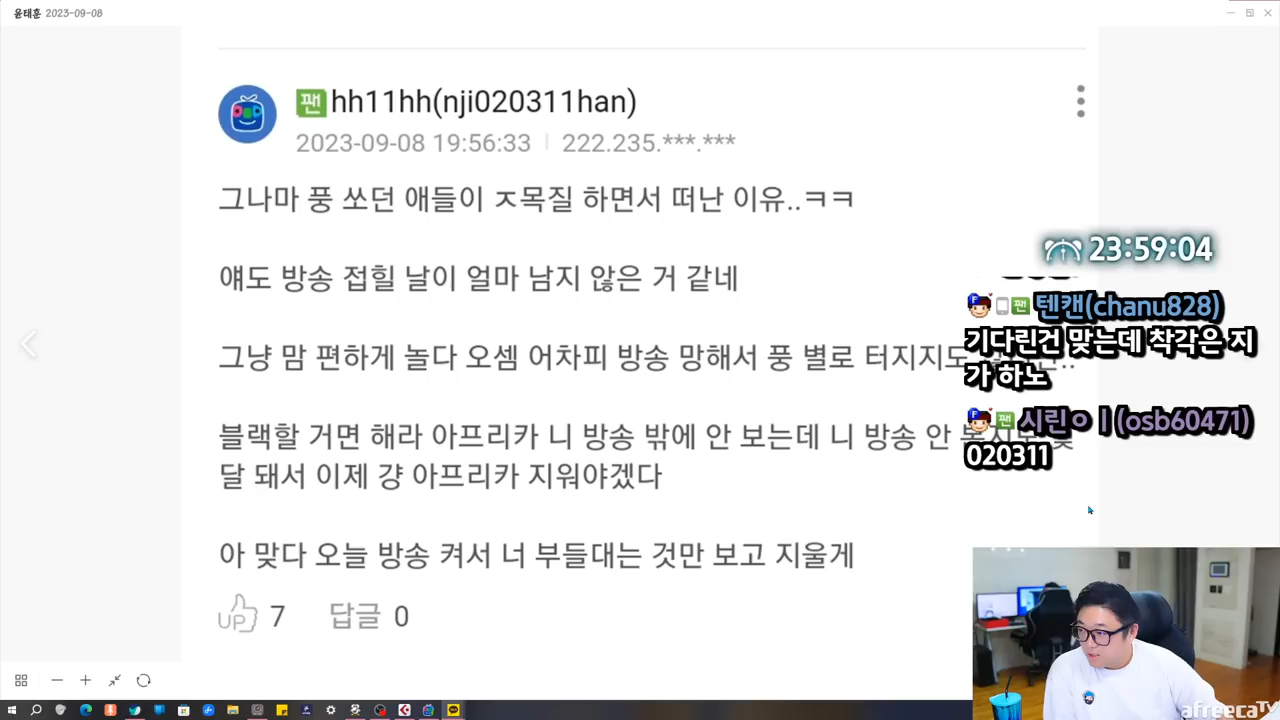 윤태훈 2023-09-08
팬 hh11hh(nji020311han)
2023-09-08 19:56:33 | 222.235.***.***
그나마 풍 쏘던 애들이 ㅈ목질 하면서 떠난 이유..ㅋㅋ
얘도 방송 접힐 날이 얼마 남지 않은 거 같네
그냥 맘 편하게 놀다 오셈 어차피 방송 망해서 풍 별로 터지지도
블랙할 거면 해라 아프리카 니 방송 밖에 안 보는데 니 방송 안
달 돼서 이제 걍 아프리카 지워야겠다
아 맞다 오늘 방송 켜서 너 부들대는 것만 보고 지울게
UP 7 답글 0
23:59:04
팬 텐캔(chanu828)
기다린건 맞는데 착각은 지
가 하노
팬 시린ㅇㅣ(osb60471)
020311
afreecaTV